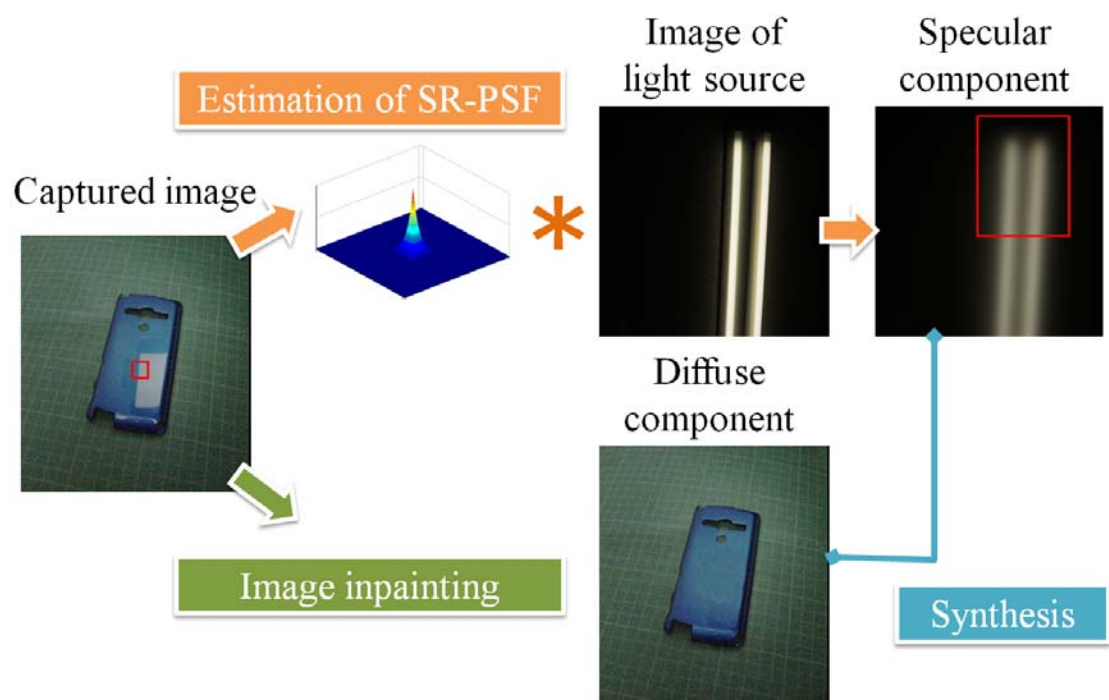 Image of
light source
Specular
component
Estimation of SR-PSF
Captured image
*
Diffuse
component
Image inpainting
Synthesis